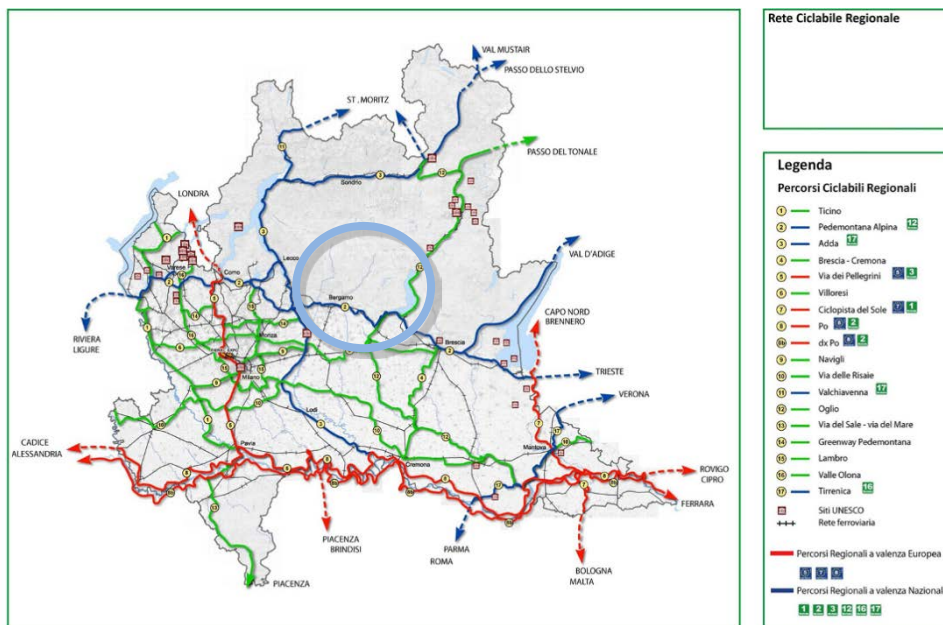 Rete Ciclabile Regionale
VAL MUSTAIR
PASSO DELLO STELVIO
ST. MORITZ
PASSO DEL TONALE
Sondrio
LONDRA
VAL D'ADIGE
Lecco
Varese
Como
Bergamo
CAPO NORD
BRENNERO
RIVIERA
LIGURE
Monza
Brescia
TRIESTE
Milano
VERONA
Lodi
CADICE
ALESSANDRIA
Pavia
Cremona
Mantova
ROVIGO
CIPRO
FERRARA
PIACENZA
BRINDISI
PARMA
ROMA
BOLOGNA
MALTA
PIACENZA
Legenda
Percorsi Ciclabili Regionali
1 Ticino
2 Pedemontana Alpina 12
3 Adda 17
4 Brescia - Cremona
5 Via dei Pellegrini 5 3
6 Villoresi
7 Ciclopista del Sole 7 1
8 Po 8 2
8b dx Po 8 2
9 Navigli
10 Via delle Risaie
11 Valchiavenna 17
12 Oglio
13 Via del Sale - via del Mare
14 Greenway Pedemontana
15 Lambro
16 Valle Olona
17 Tirrenica 16
Siti UNESCO
Rete ferroviaria
Percorsi Regionali a valenza Europea
5 7 8
Percorsi Regionali a valenza Nazional
1 2 3 12 16 17